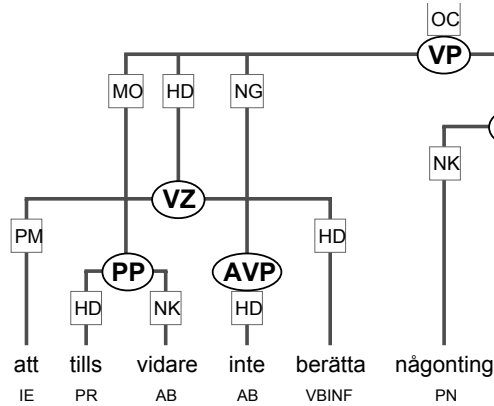 OC
VP
MO HD NG
NK
VZ
PM HD
PP AVP
HD NK HD
att tills vidare inte berätta någonting
IE PR AB AB VBINF PN